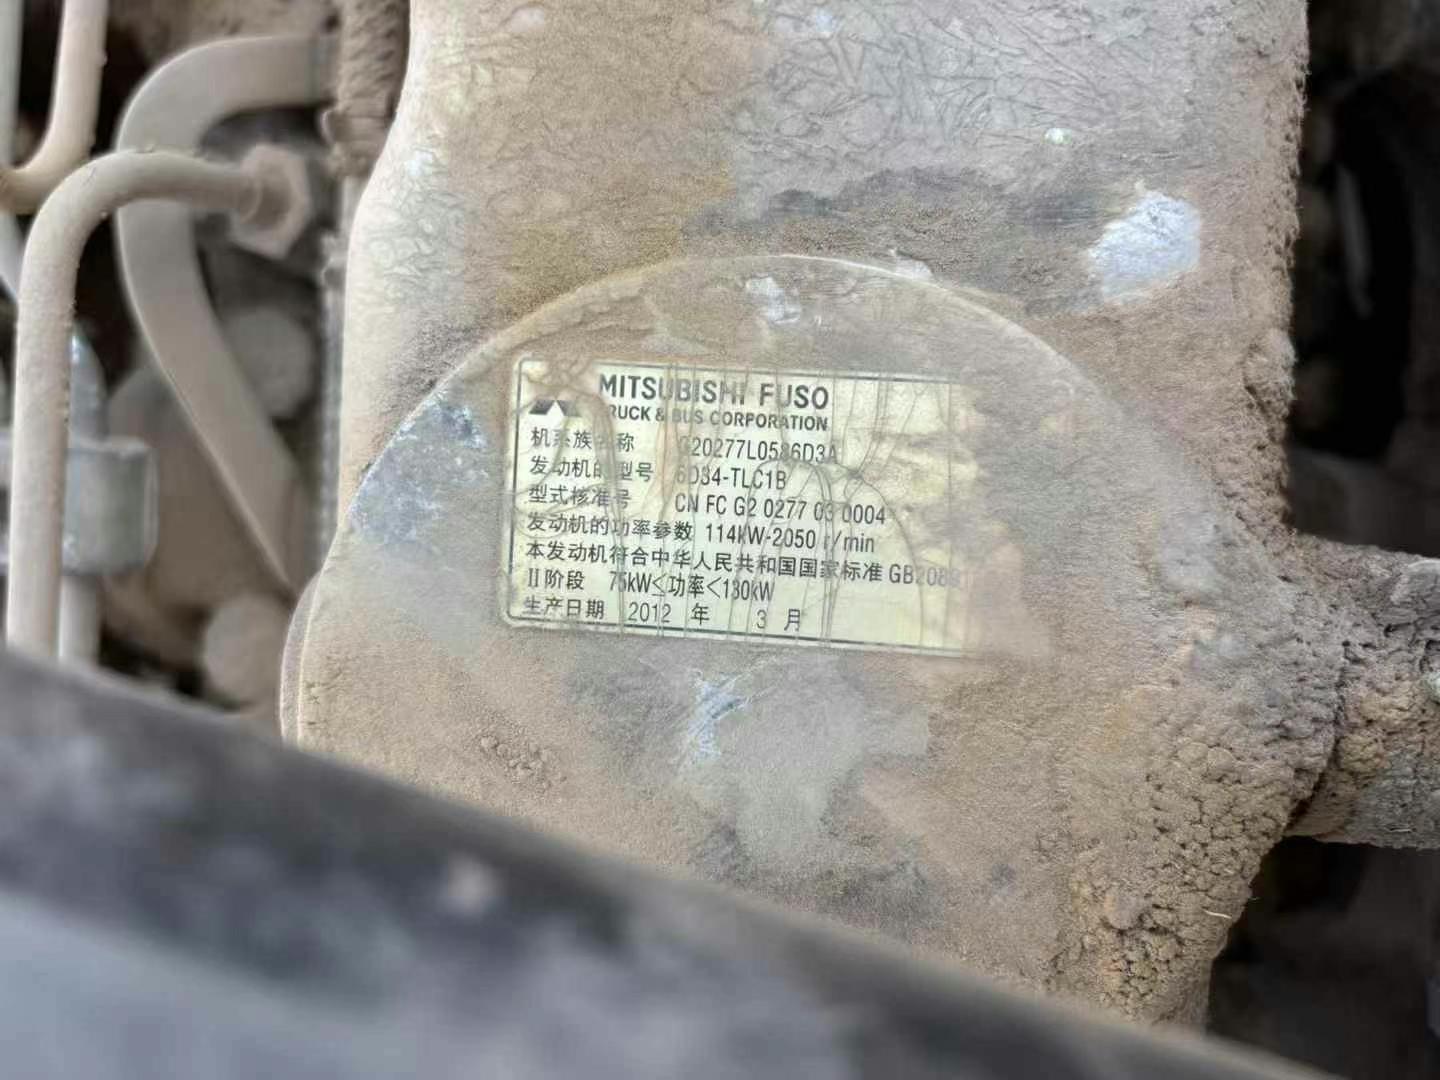 MITSUBISHI FUSO
TRUCK & BUS CORPORATION
机系族名称 G20277L0586D3A
发动机的型号 6D34-TLC1B
型式核准号 CN FC G2 0277 03 0004
发动机的功率参数 114kW-2050 r/min
本发动机符合中华人民共和国国家标准
II阶段 75kW≤功率<130kW
生产日期 2012 年 3 月